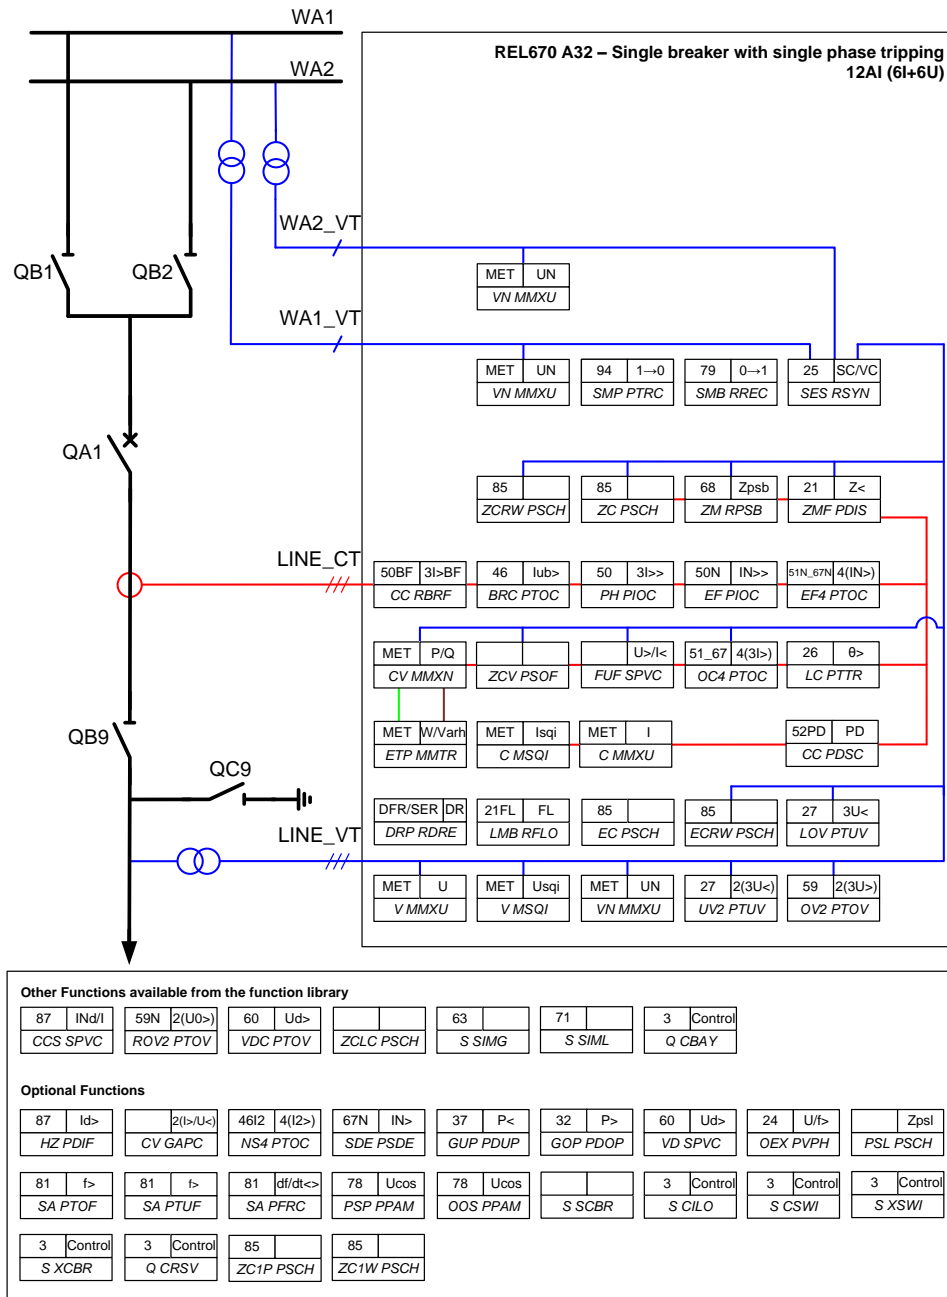 WA1
WA2
REL670 A32 – Single breaker with single phase tripping
12AI (6I+6U)
WA2_VT
QB1
QB2
MET UN
VN MMXU
WA1_VT
MET UN
VN MMXU
94 1→0
SMP PTRC
79 0→1
SMB RREC
25 SC/VC
SES RSYN
QA1
85
ZCRW PSCH
85
ZC PSCH
68 Zpsb
ZM RPSB
21 Z<
ZMF PDIS
LINE_CT
50BF 3I>BF
CC RBRF
46 Iub>
BRC PTOC
50 3I>>
PH PIOC
50N IN>>
EF PIOC
51N_67N 4(IN>)
EF4 PTOC
MET P/Q
CV MMXN
ZCV PSOF
U>/I<
FUF SPVC
51_67 4(3I>)
OC4 PTOC
26 θ>
LC PTTR
QB9
MET W/Varh
ETP MMTR
MET Isqi
C MSQI
MET I
C MMXU
52PD PD
CC PDSC
QC9
DFR/SER DR
DRP RDRE
21FL FL
LMB RFLO
85
EC PSCH
85
ECRW PSCH
27 3U<
LOV PTUV
LINE_VT
MET U
V MMXU
MET Usqi
V MSQI
MET UN
VN MMXU
27 2(3U<)
UV2 PTUV
59 2(3U>)
OV2 PTOV
Other Functions available from the function library
87 INd/I
CCS SPVC
59N 2(U0>)
ROV2 PTOV
60 Ud>
VDC PTOV
ZCLC PSCH
63
S SIMG
71
S SIML
3 Control
Q CBAY
Optional Functions
87 Id>
HZ PDIF
2(I>/U<)
CV GAPC
46I2 4(I2>)
NS4 PTOC
67N IN>
SDE PSDE
37 P<
GUP PDUP
32 P>
GOP PDOP
60 Ud>
VD SPVC
24 U/f>
OEX PVPH
Zpsl
PSL PSCH
81 f>
SA PTOF
81 f>
SA PTUF
81 df/dt<>
SA PFRC
78 Ucos
PSP PPAM
78 Ucos
OOS PPAM
S SCBR
3 Control
S CILO
3 Control
S CSWI
3 Control
S XSWI
3 Control
S XCBR
3 Control
Q CRSV
85
ZC1P PSCH
85
ZC1W PSCH